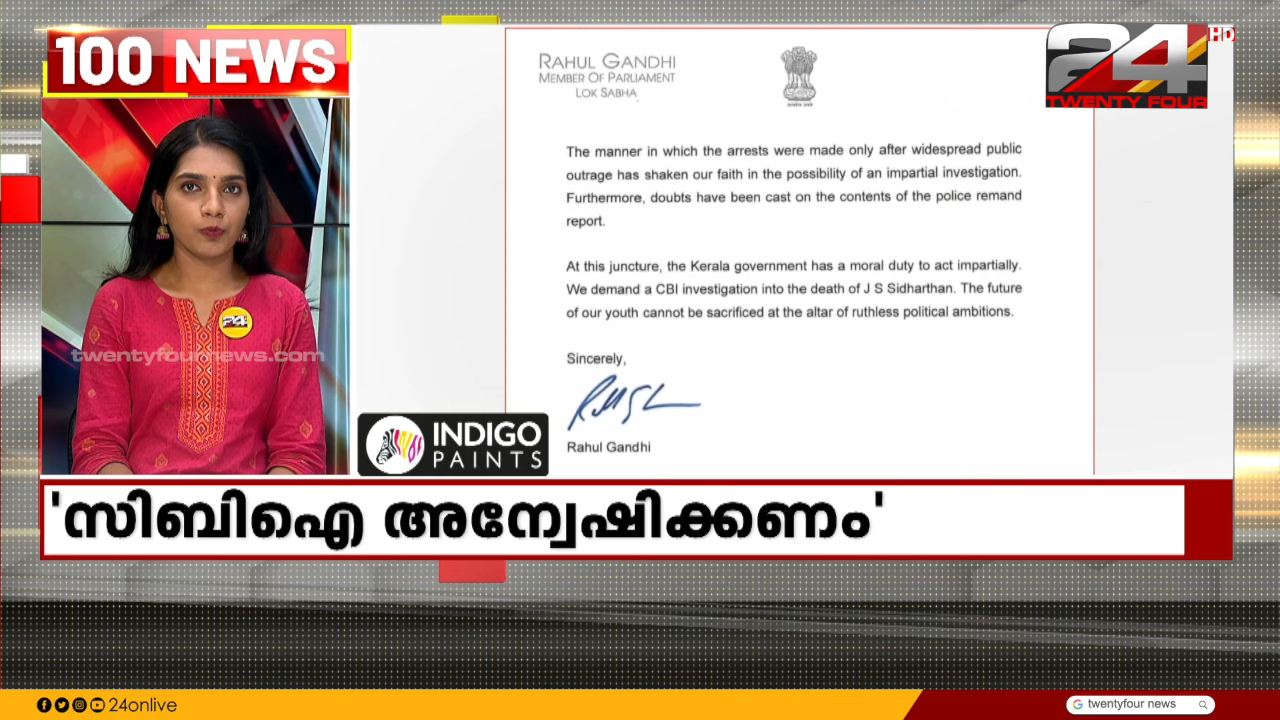 100 NEWS
24
HD
TWENTY FOUR
RAHUL GANDHI
MEMBER OF PARLIAMENT
LOK SABHA
The manner in which the arrests were made only after widespread public
outrage has shaken our faith in the possibility of an impartial investigation.
Furthermore, doubts have been cast on the contents of the police remand
report.
At this juncture, the Kerala government has a moral duty to act impartially.
We demand a CBI investigation into the death of J S Sidharthan. The future
of our youth cannot be sacrificed at the altar of ruthless political ambitions.
Sincerely,
Rahul Gandhi
24
twentyfournews.com
INDIGO
PAINTS
'സിബിഐ അന്വേഷിക്കണം'
24onlive
twentyfour news